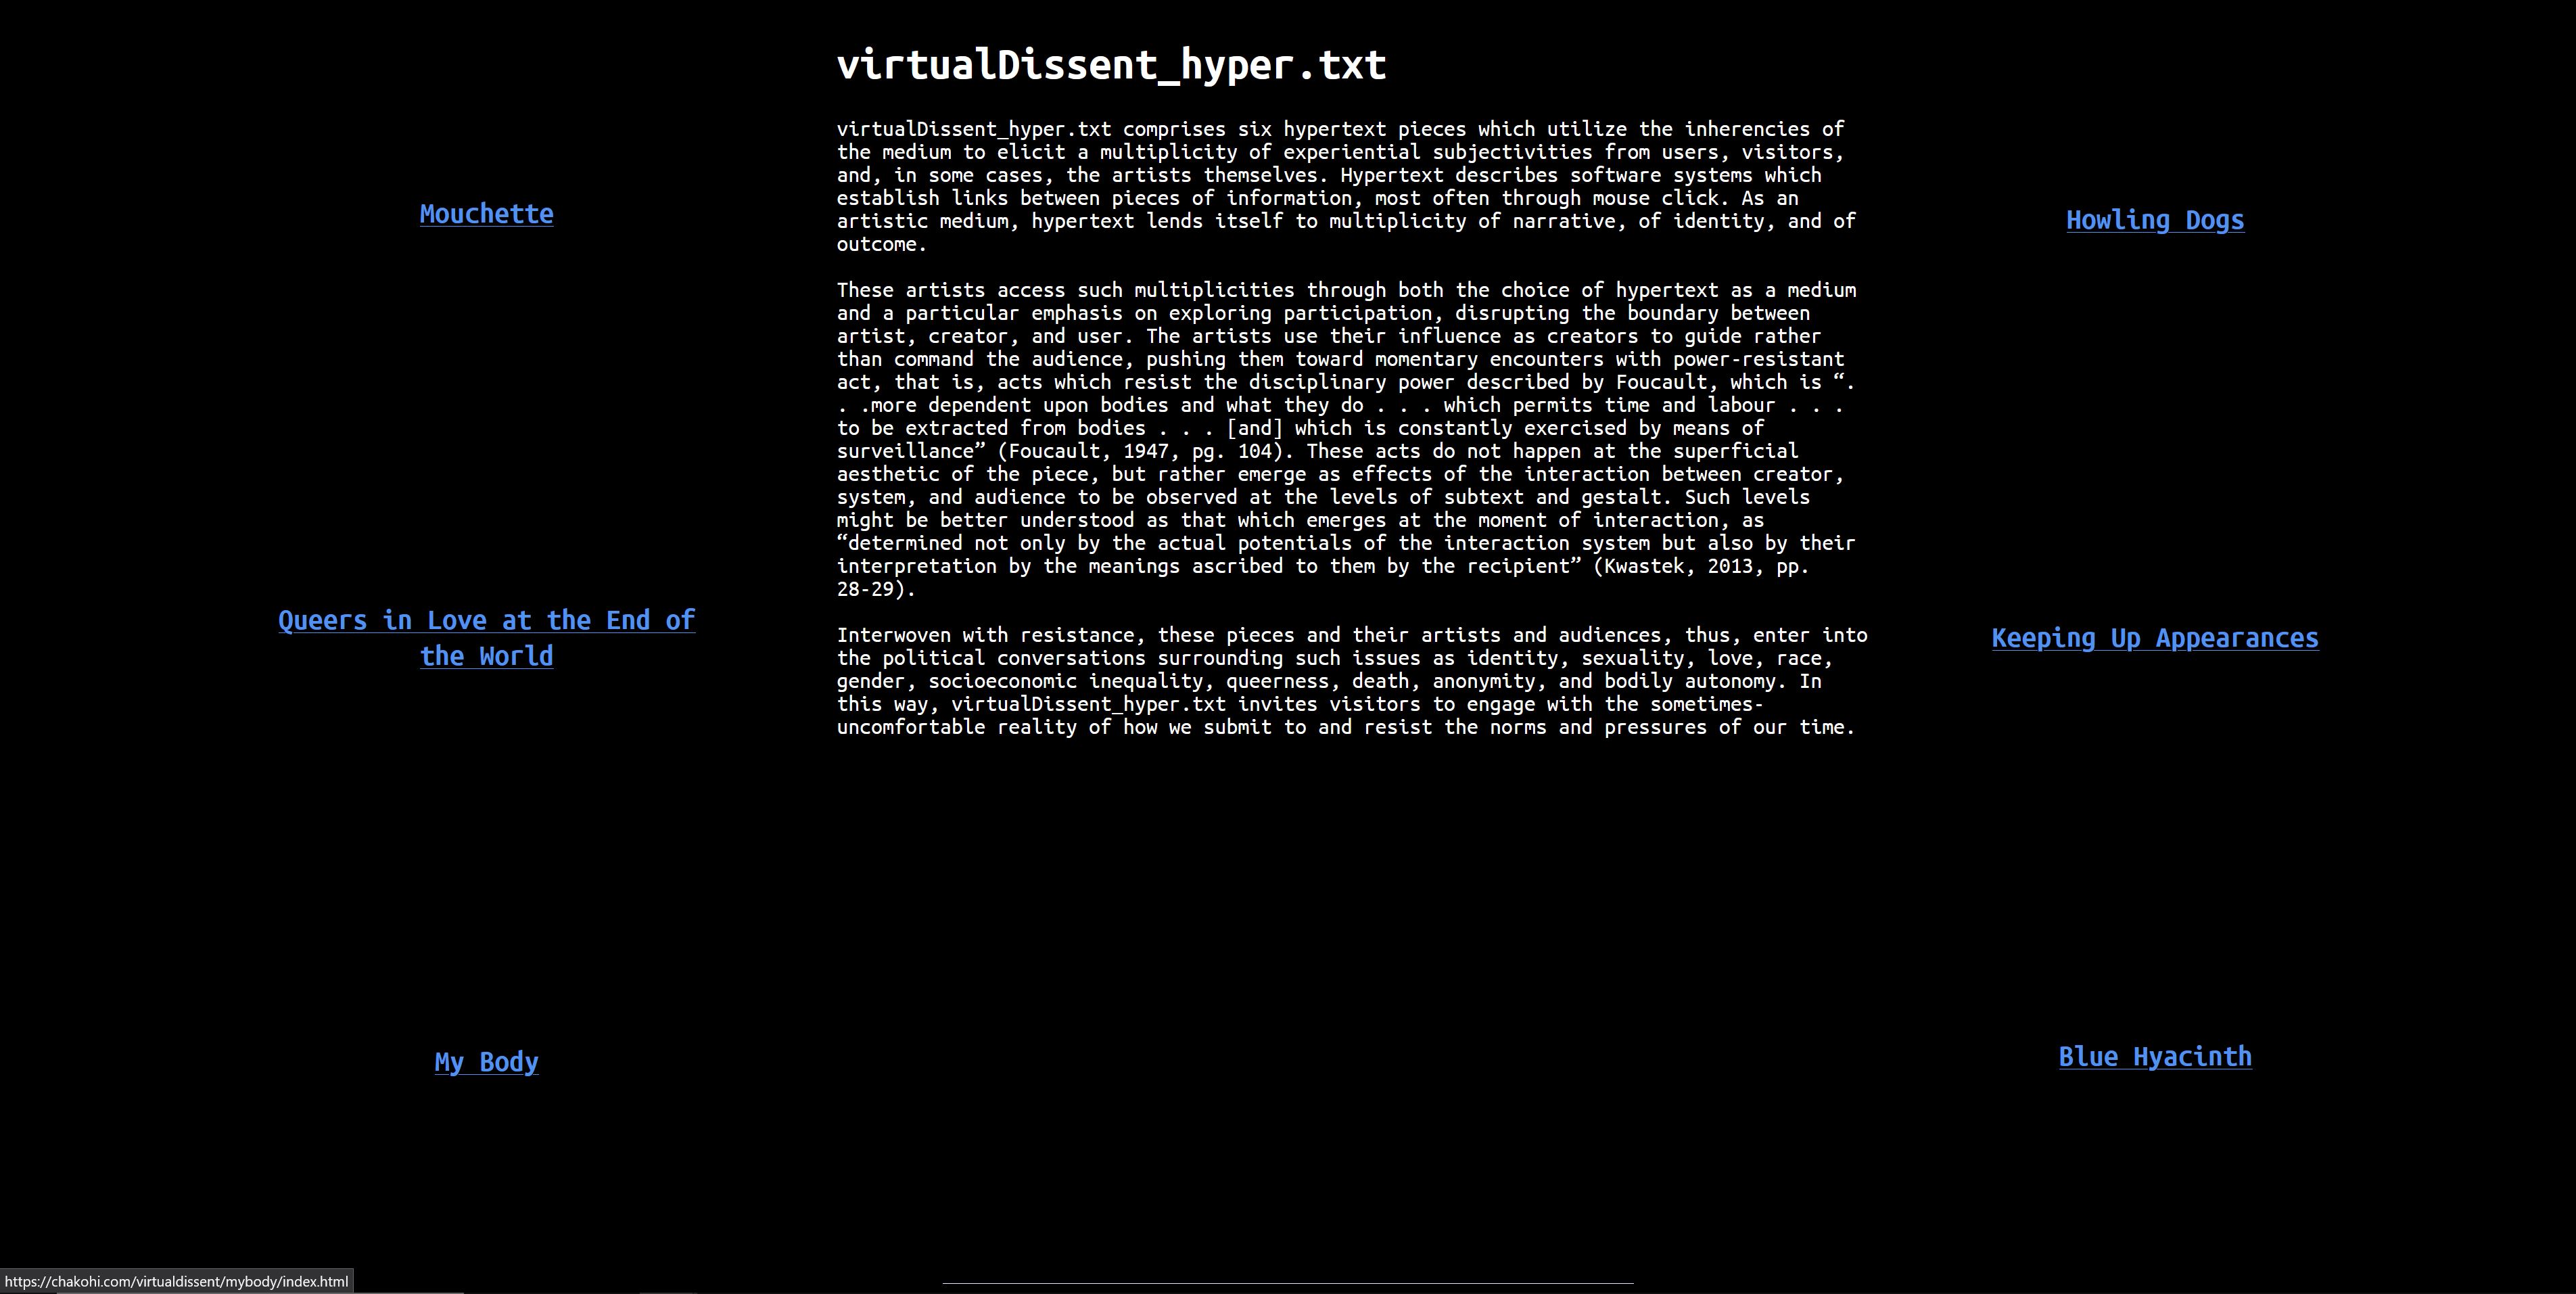 virtualDissent_hyper.txt
virtualDissent_hyper.txt comprises six hypertext pieces which utilize the inherencies of
the medium to elicit a multiplicity of experiential subjectivities from users, visitors,
and, in some cases, the artists themselves. Hypertext describes software systems which
establish links between pieces of information, most often through mouse click. As an
artistic medium, hypertext lends itself to multiplicity of narrative, of identity, and of
outcome.
These artists access such multiplicities through both the choice of hypertext as a medium
and a particular emphasis on exploring participation, disrupting the boundary between
artist, creator, and user. The artists use their influence as creators to guide rather
than command the audience, pushing them toward momentary encounters with power-resistant
act, that is, acts which resist the disciplinary power described by Foucault, which is “.
. .more dependent upon bodies and what they do . . . which permits time and labour . . .
to be extracted from bodies . . . [and] which is constantly exercised by means of
surveillance” (Foucault, 1947, pg. 104). These acts do not happen at the superficial
aesthetic of the piece, but rather emerge as effects of the interaction between creator,
system, and audience to be observed at the levels of subtext and gestalt. Such levels
might be better understood as that which emerges at the moment of interaction, as
“determined not only by the actual potentials of the interaction system but also by their
interpretation by the meanings ascribed to them by the recipient” (Kwastek, 2013, pp.
28-29).
Interwoven with resistance, these pieces and their artists and audiences, thus, enter into
the political conversations surrounding such issues as identity, sexuality, love, race,
gender, socioeconomic inequality, queerness, death, anonymity, and bodily autonomy. In
this way, virtualDissent_hyper.txt invites visitors to engage with the sometimes-
uncomfortable reality of how we submit to and resist the norms and pressures of our time.
Mouchette
Queers in Love at the End of
the World
My Body
Howling Dogs
Keeping Up Appearances
Blue Hyacinth
https://chakohi.com/virtualdissent/mybody/index.html